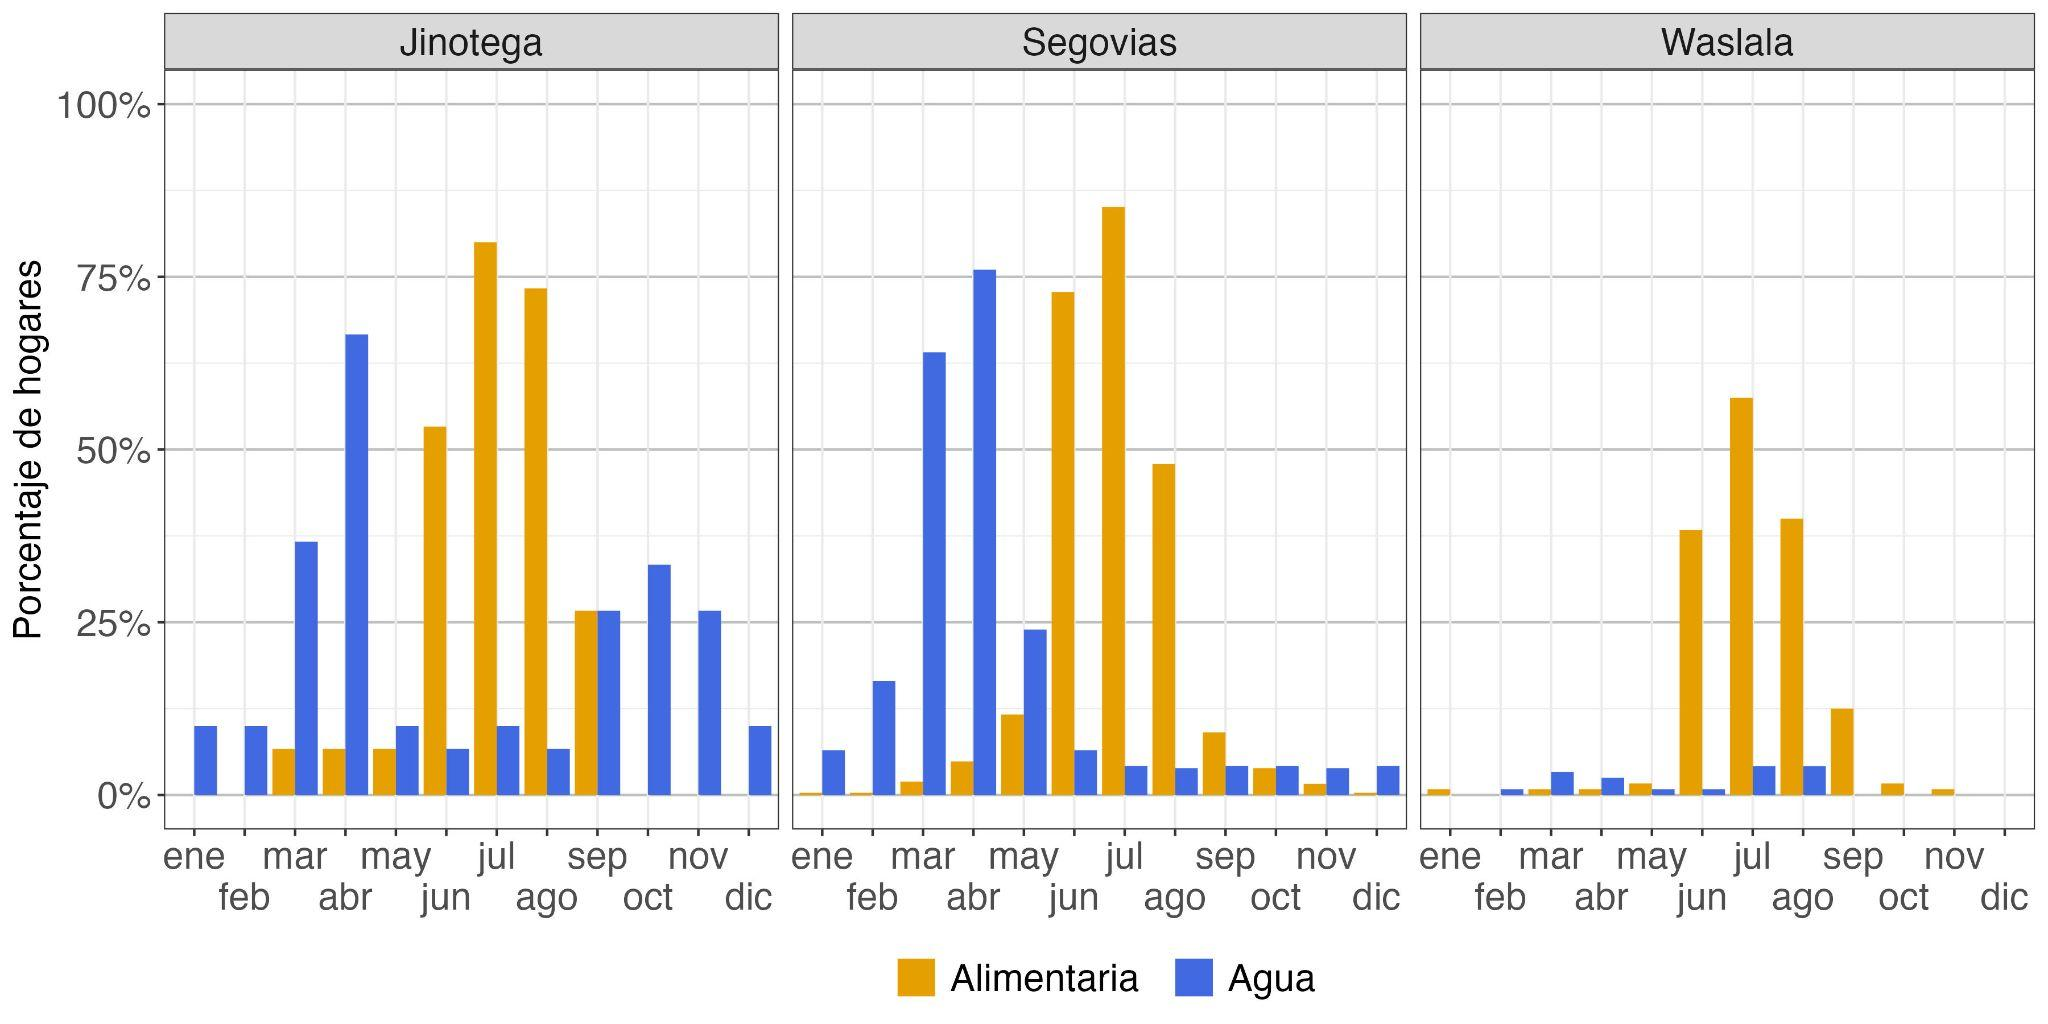 Jinotega
Segovias
Waslala
Porcentaje de hogares
100%
75%
50%
25%
0%
ene mar may jul sep nov
feb abr jun ago oct dic
ene mar may jul sep nov
feb abr jun ago oct dic
ene mar may jul sep nov
feb abr jun ago oct dic
Alimentaria
Agua